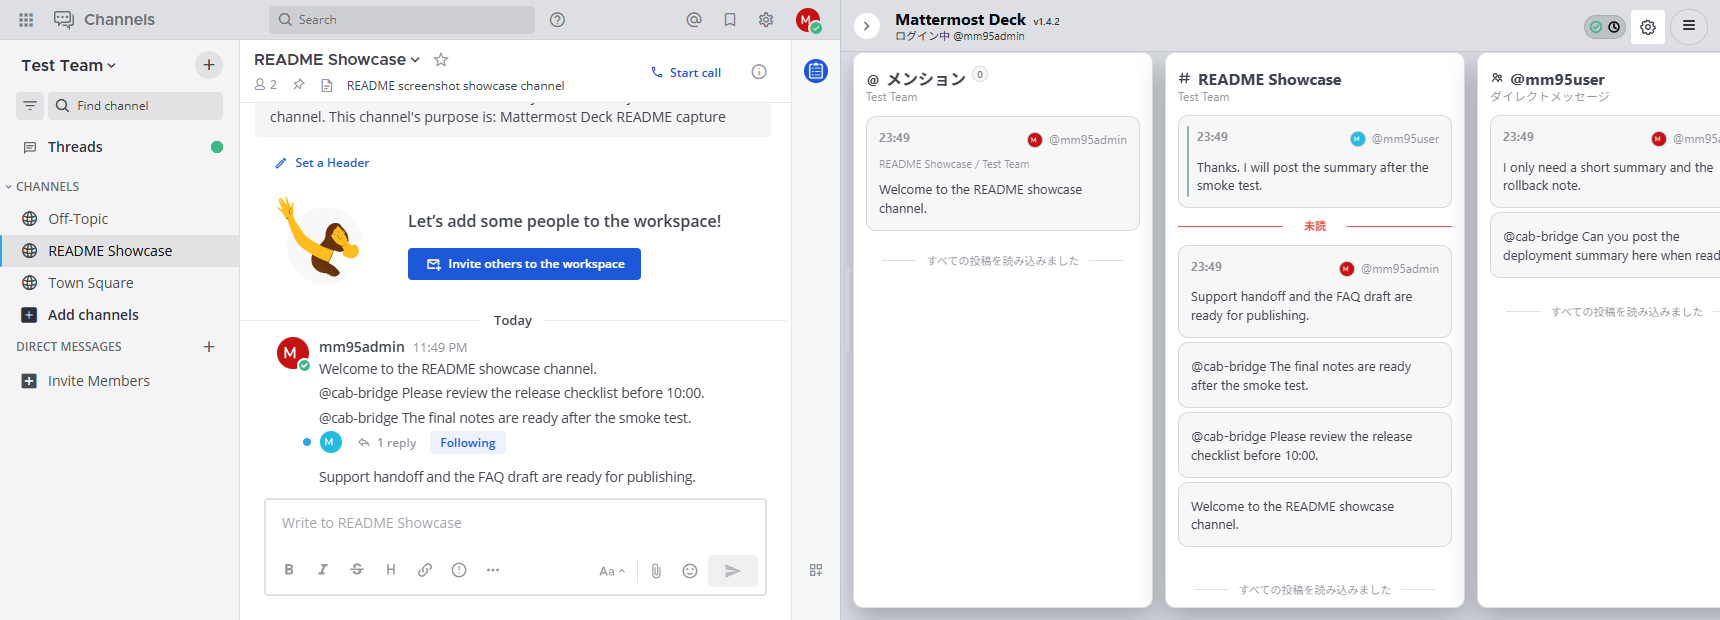 Channels
Search
M
Test Team
Find channel
Threads
CHANNELS
Off-Topic
README Showcase
Town Square
Add channels
DIRECT MESSAGES
Invite Members
README Showcase
2
README screenshot showcase channel
Start call
channel. This channel's purpose is: Mattermost Deck README capture
Set a Header
Let's add some people to the workspace!
Invite others to the workspace
Today
M
mm95admin 11:49 PM
Welcome to the README showcase channel.
@cab-bridge Please review the release checklist before 10:00.
@cab-bridge The final notes are ready after the smoke test.
M
1 reply
Following
Support handoff and the FAQ draft are ready for publishing.
Write to README Showcase
B I S H
Aa
Mattermost Deck v1.4.2
ログイン中 @mm95admin
@ メンション 0
Test Team
23:49
M @mm95admin
README Showcase / Test Team
Welcome to the README showcase
channel.
すべての投稿を読み込みました
# README Showcase
Test Team
23:49
M @mm95user
Thanks. I will post the summary after the
smoke test.
未読
23:49
M @mm95admin
Support handoff and the FAQ draft are
ready for publishing.
@cab-bridge The final notes are ready
after the smoke test.
@cab-bridge Please review the release
checklist before 10:00.
Welcome to the README showcase
channel.
すべての投稿を読み込みました
@mm95user
ダイレクトメッセージ
23:49
M @mm95a
I only need a short summary and the
rollback note.
@cab-bridge Can you post the
deployment summary here when read
すべての投稿を読み込みました